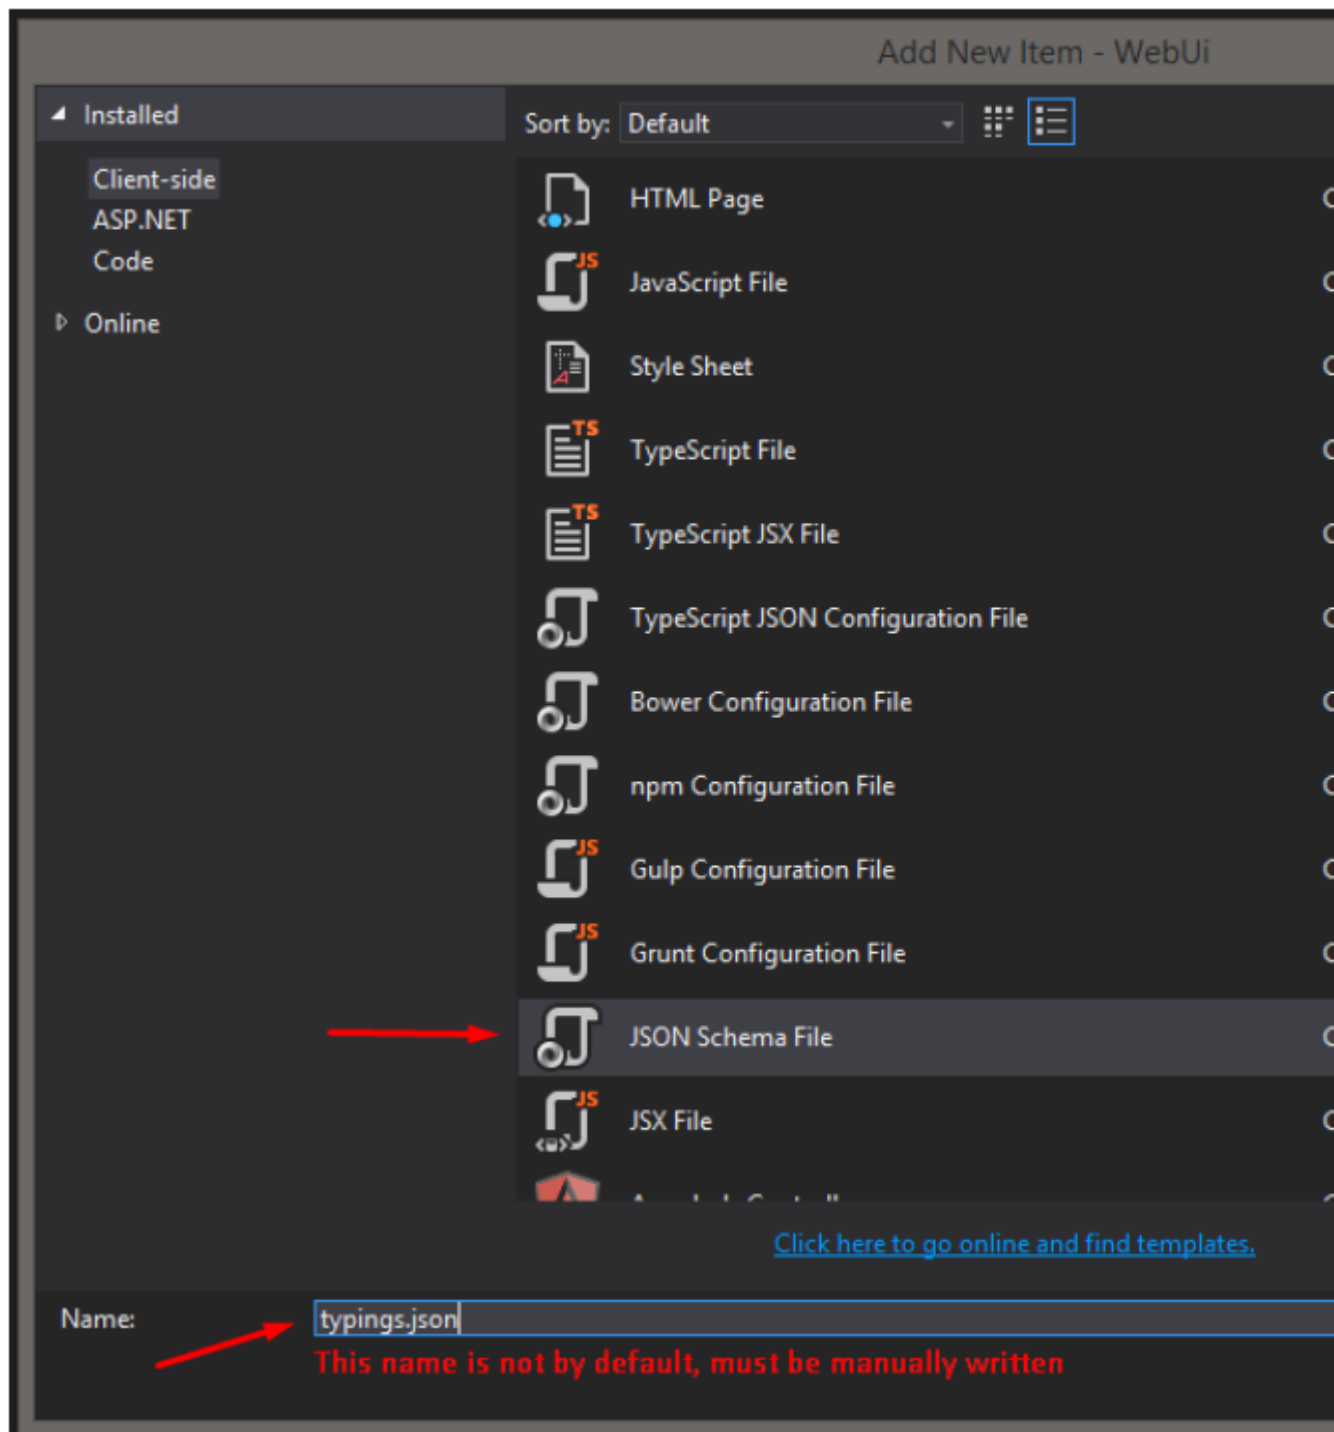 Add New Item - WebUi
Installed
Client-side
ASP.NET
Code
Online
Sort by: Default
HTML Page
JavaScript File
Style Sheet
TypeScript File
TypeScript JSX File
TypeScript JSON Configuration File
Bower Configuration File
npm Configuration File
Gulp Configuration File
Grunt Configuration File
JSON Schema File
JSX File
Click here to go online and find templates.
Name: typings.json
This name is not by default, must be manually written